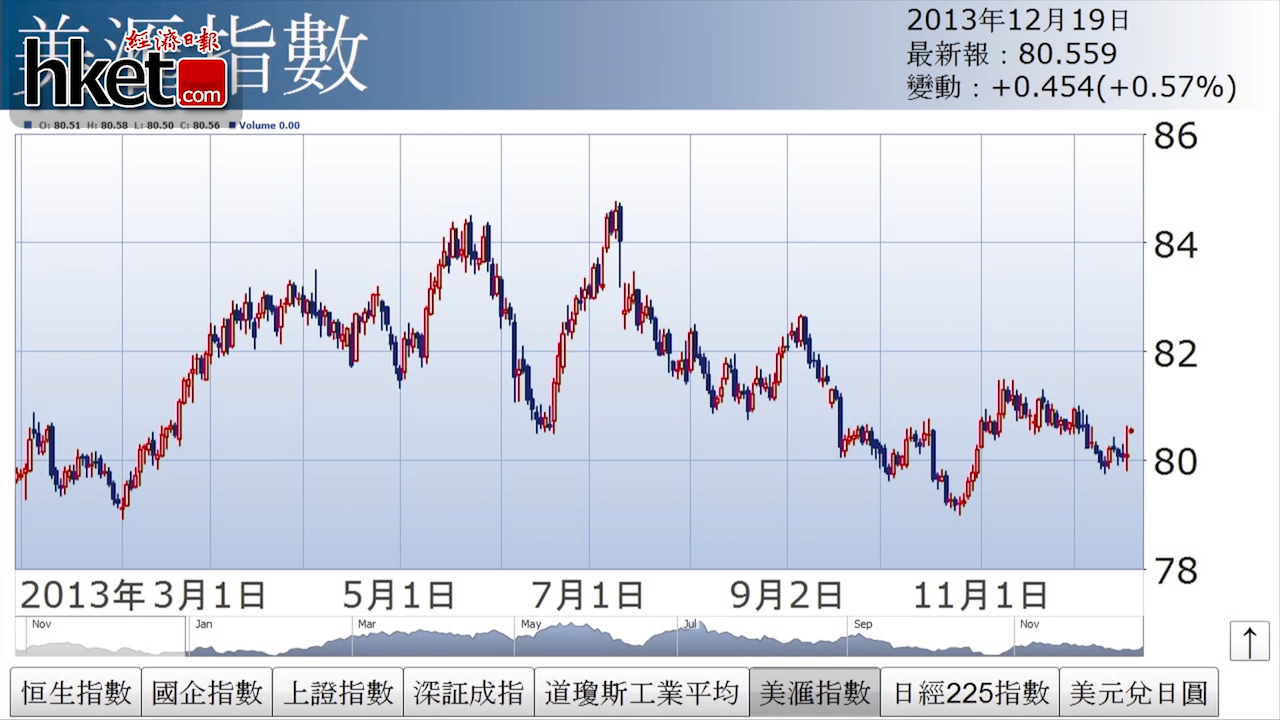 美滙指數
經濟日報
hket
.com
2013年12月19日
最新報：80.559
變動：+0.454(+0.57%)
O: 80.51 H: 80.58 L: 80.50 C: 80.56 Volume 0.00
86
84
82
80
78
2013年 3月1日 5月1日 7月1日 9月2日 11月1日
Nov Jan Mar May Jul Sep Nov
↑
恒生指數 國企指數 上證指數 深証成指 道瓊斯工業平均 美滙指數 日經225指數 美元兌日圓